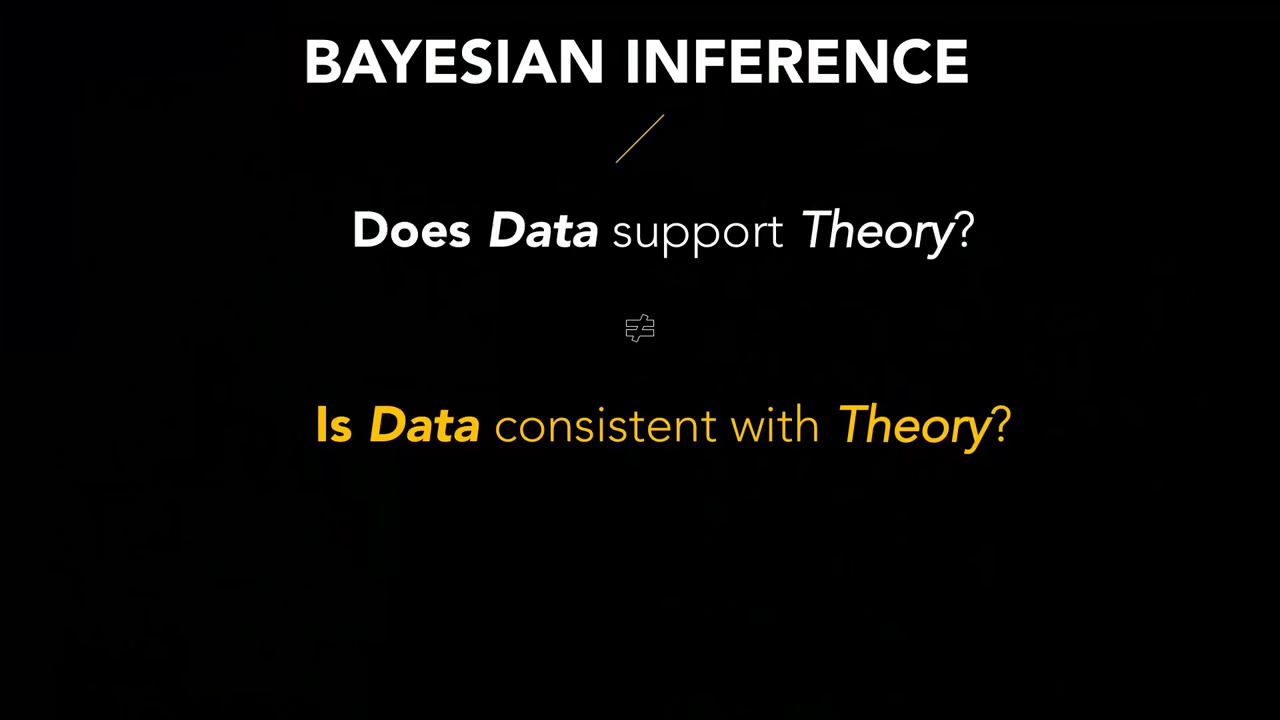 BAYESIAN INFERENCE
Does Data support Theory?
≠
Is Data consistent with Theory?